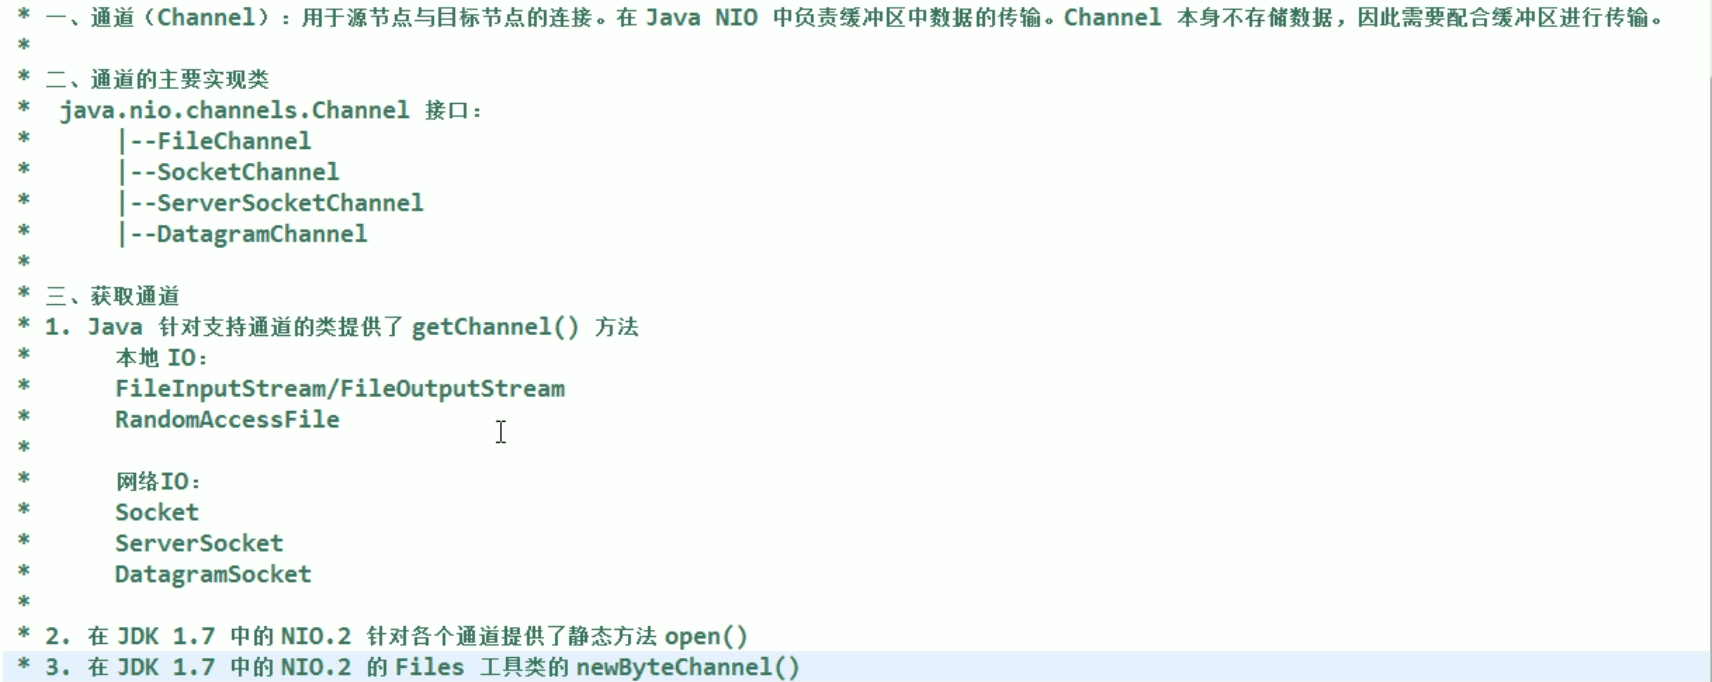 * 一、通道（Channel）：用于源节点与目标节点的连接。在 Java NIO 中负责缓冲区中数据的传输。Channel 本身不存储数据，因此需要配合缓冲区进行传输。
*
* 二、通道的主要实现类
* java.nio.channels.Channel 接口：
* |--FileChannel
* |--SocketChannel
* |--ServerSocketChannel
* |--DatagramChannel
*
* 三、获取通道
* 1. Java 针对支持通道的类提供了 getChannel() 方法
* 本地 IO：
* FileInputStream/FileOutputStream
* RandomAccessFile
*
* 网络IO：
* Socket
* ServerSocket
* DatagramSocket
*
* 2. 在 JDK 1.7 中的 NIO.2 针对各个通道提供了静态方法 open()
* 3. 在 JDK 1.7 中的 NIO.2 的 Files 工具类的 newByteChannel()